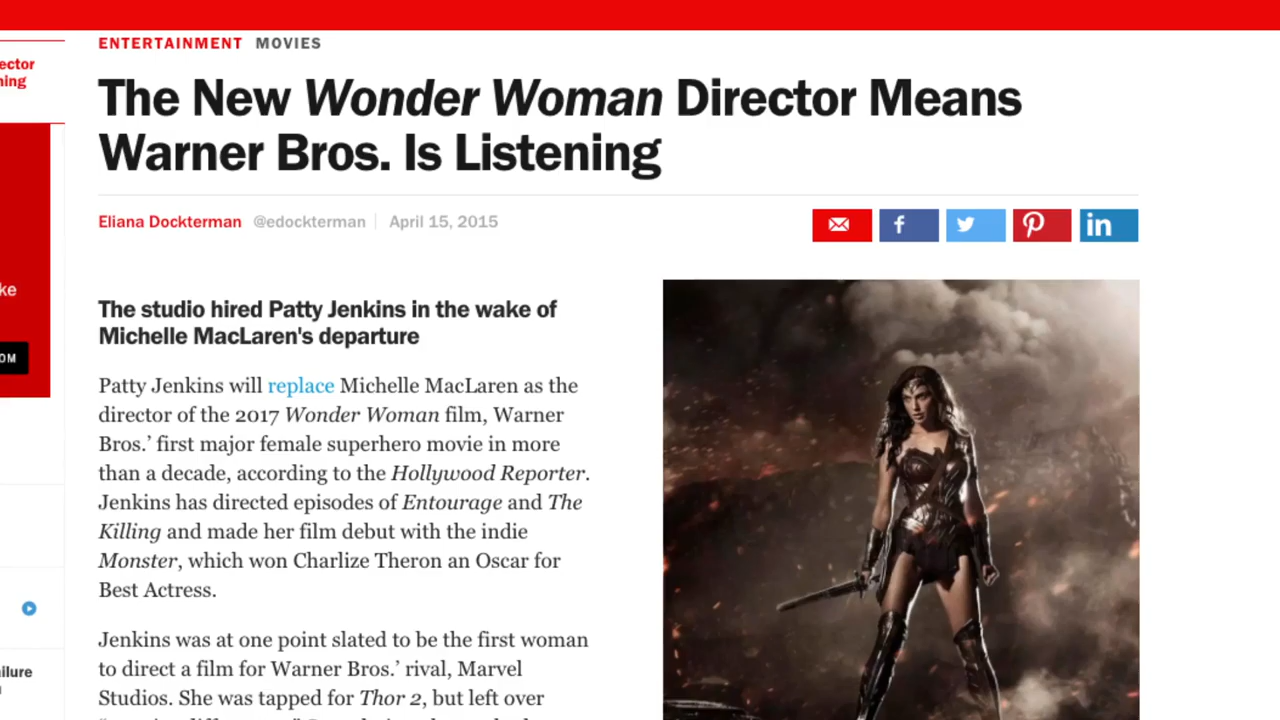 ENTERTAINMENT MOVIES
ector
ning
The New Wonder Woman Director Means
Warner Bros. Is Listening
Eliana Dockterman @edockterman April 15, 2015
f
in
ke
OM
The studio hired Patty Jenkins in the wake of
Michelle MacLaren's departure
Patty Jenkins will replace Michelle MacLaren as the
director of the 2017 Wonder Woman film, Warner
Bros.’ first major female superhero movie in more
than a decade, according to the Hollywood Reporter.
Jenkins has directed episodes of Entourage and The
Killing and made her film debut with the indie
Monster, which won Charlize Theron an Oscar for
Best Actress.
Jenkins was at one point slated to be the first woman
to direct a film for Warner Bros.’ rival, Marvel
Studios. She was tapped for Thor 2, but left over
ilure